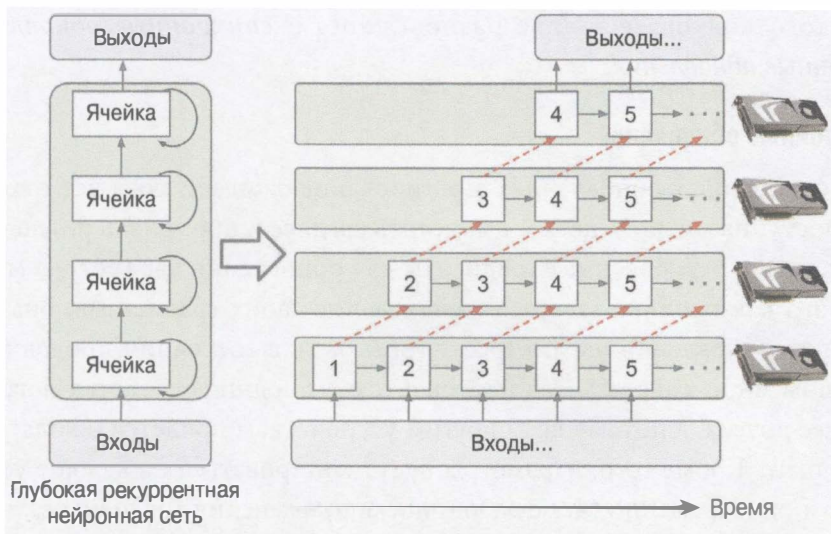 Выходы
Ячейка
Ячейка
Ячейка
Ячейка
Входы
Глубокая рекуррентная
нейронная сеть
Выходы...
4 5
3 4 5
2 3 4 5
1 2 3 4 5
Входы...
Время